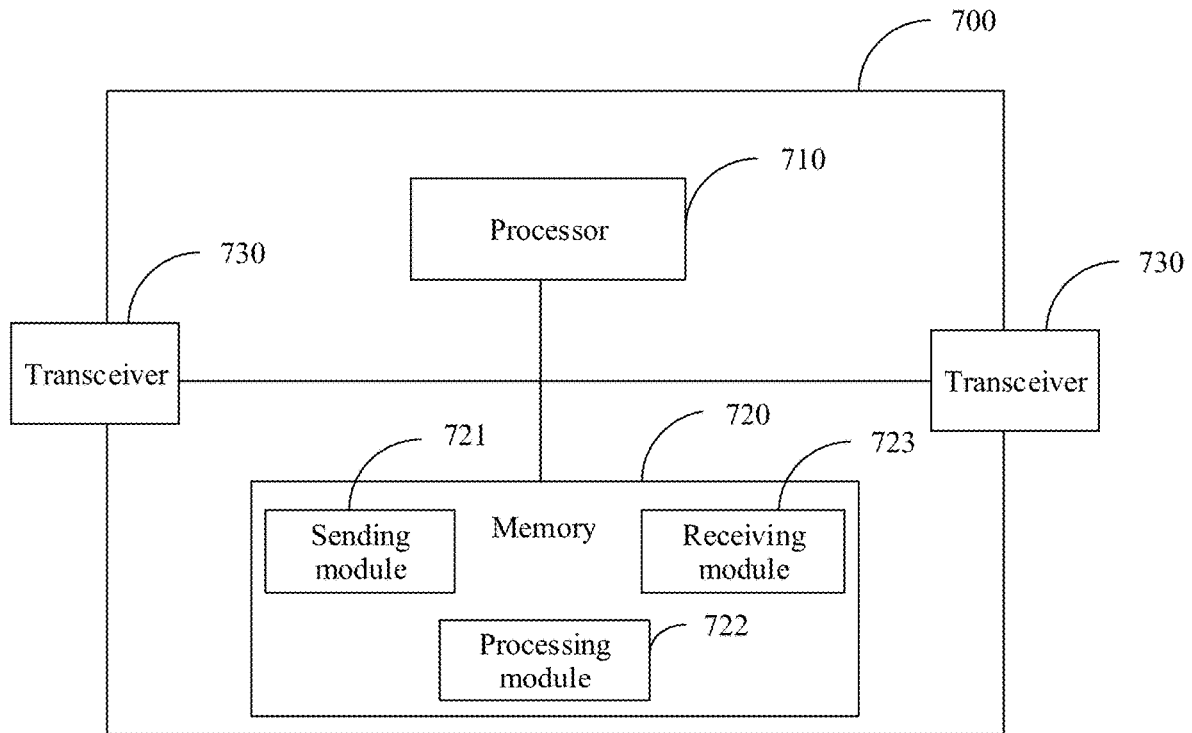 700
710
Processor
730
730
Transceiver
Transceiver
720
721
723
Sending
module
Memory
Receiving
module
722
Processing
module